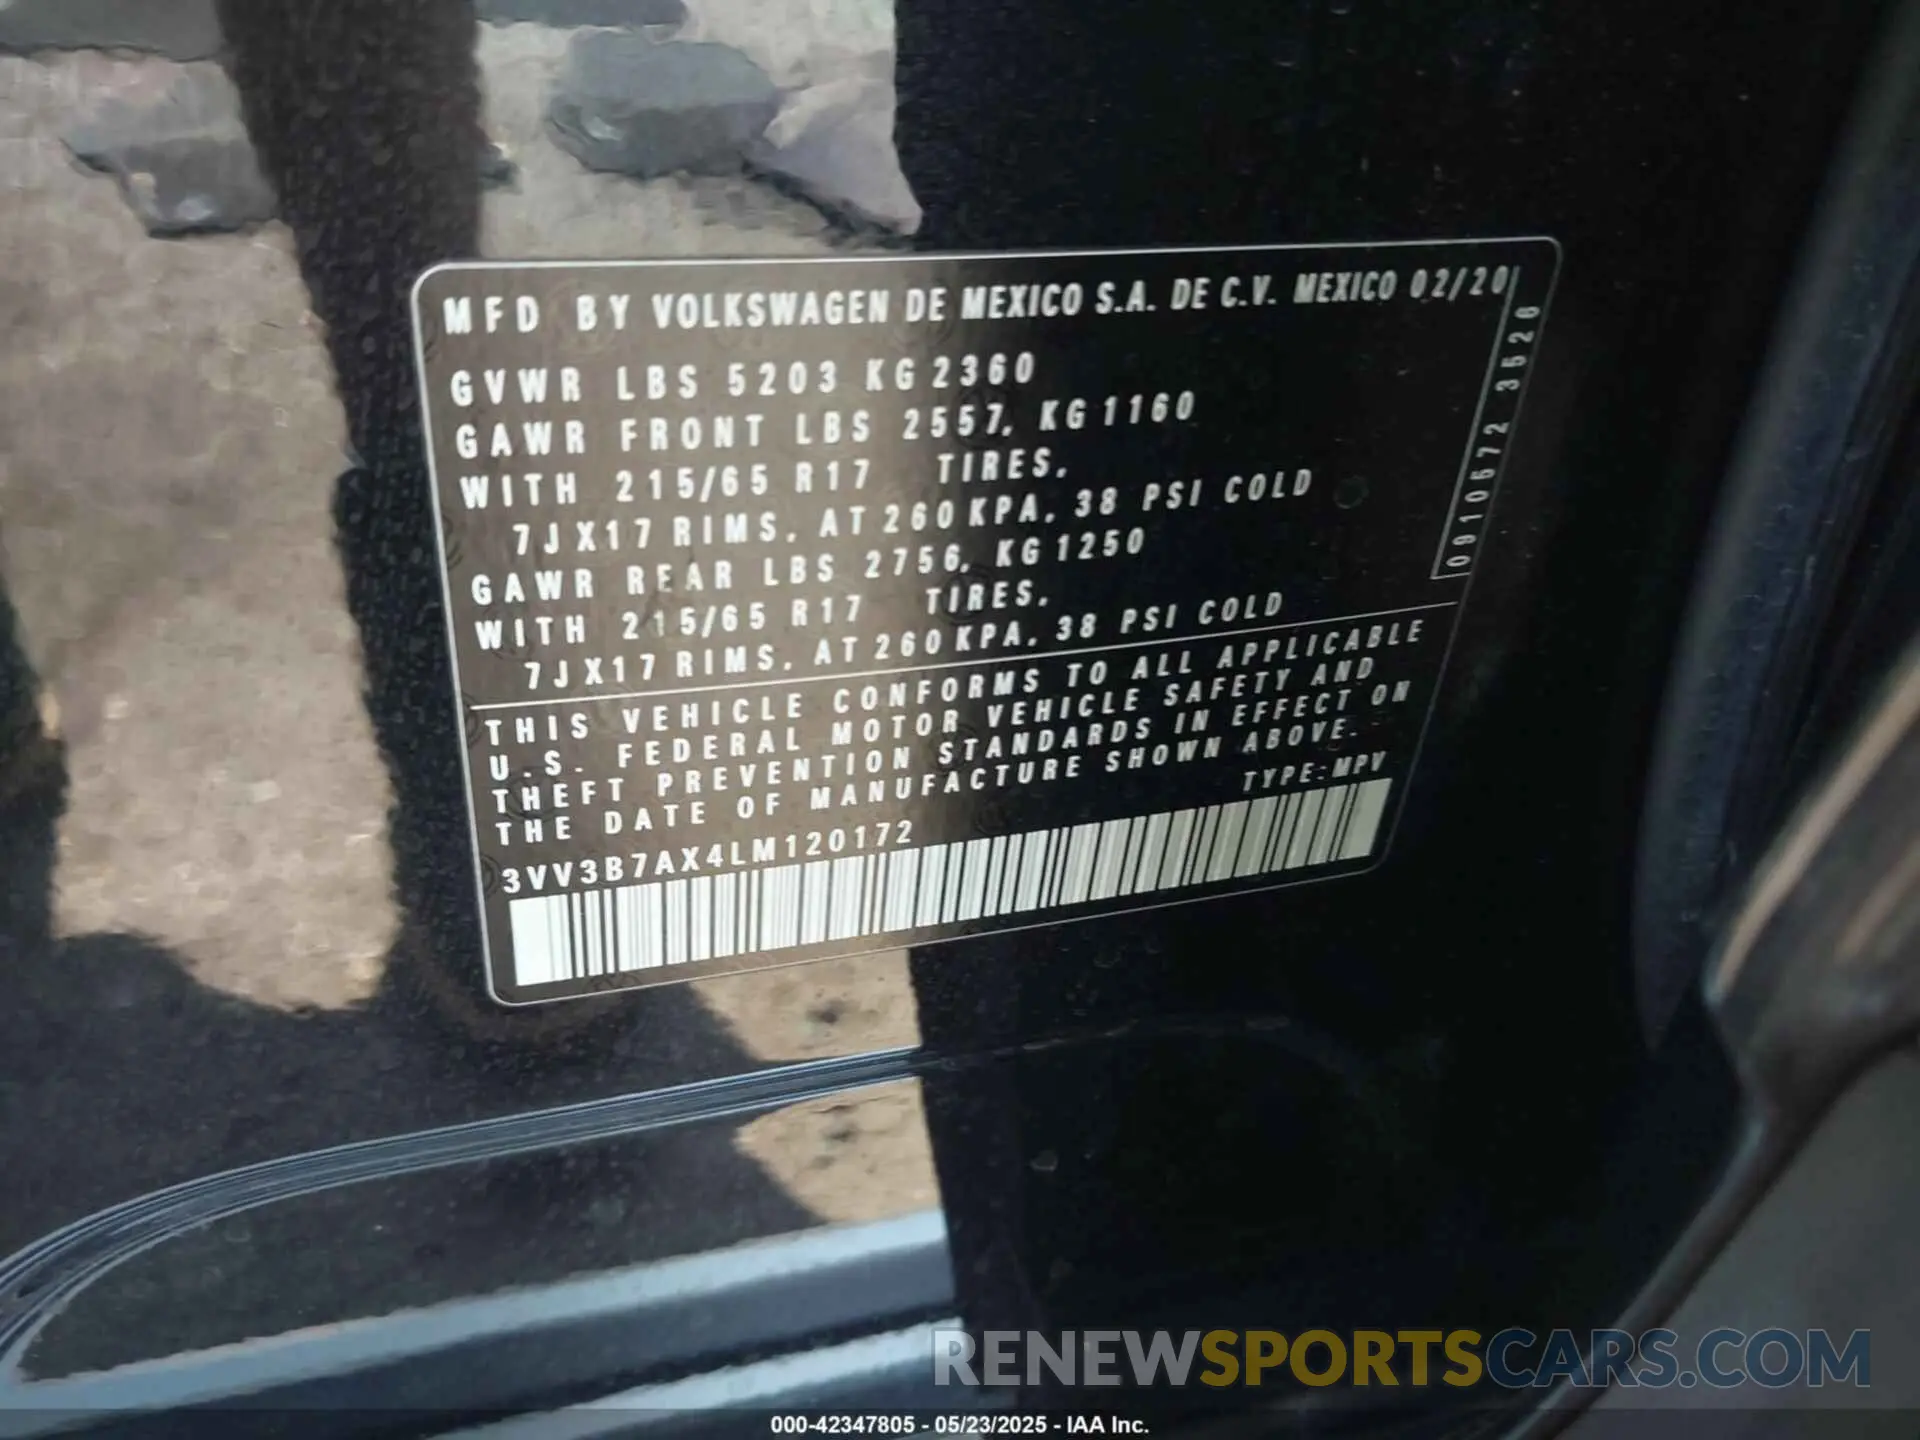 MFD BY VOLKSWAGEN DE MEXICO S.A. DE C.V. MEXICO 02/20
GVWR LBS 5203 KG 2360
GAWR FRONT LBS 2557, KG 1160
WITH 215/65 R17 TIRES,
7JX17 RIMS, AT 260 KPA, 38 PSI COLD
GAWR REAR LBS 2756, KG 1250
WITH 215/65 R17 TIRES,
7JX17 RIMS, AT 260 KPA, 38 PSI COLD
0910672 3526
THIS VEHICLE CONFORMS TO ALL APPLICABLE
U.S. FEDERAL MOTOR VEHICLE SAFETY AND
THEFT PREVENTION STANDARDS IN EFFECT ON
THE DATE OF MANUFACTURE SHOWN ABOVE.
TYPE:MPV
3VV3B7AX4LM120172
RENEWSPORTSCARS.COM
000-42347805 - 05/23/2025 - IAA Inc.